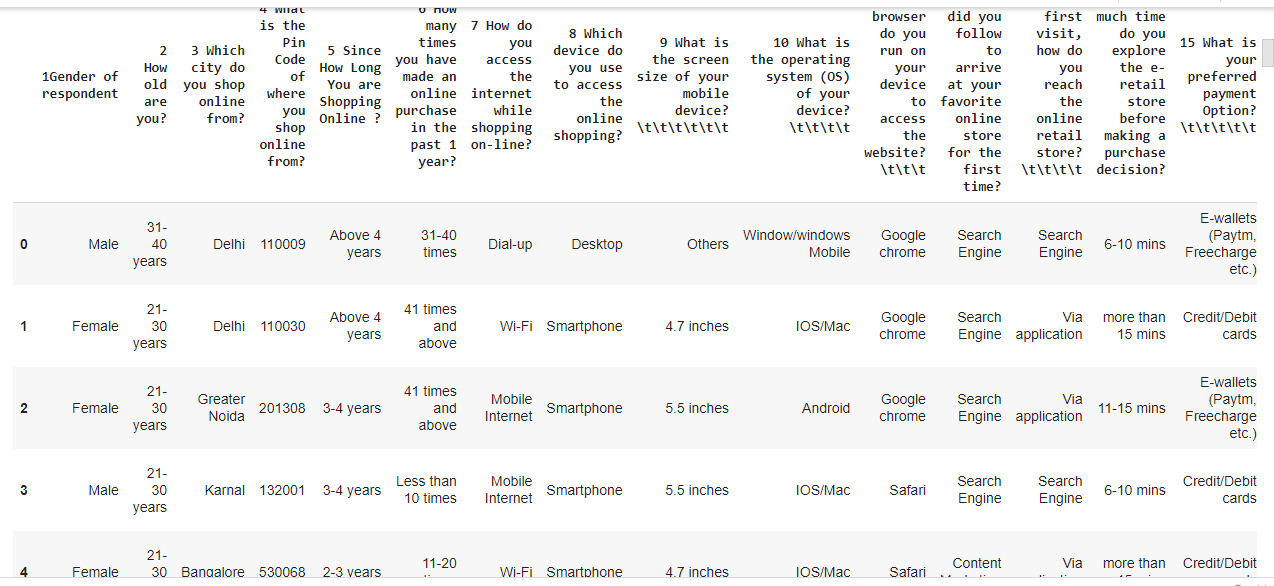 1Gender of
respondent
2
How
old
are
you?
3 Which
city do
you shop
online
from?
4 What
is the
Pin
Code
of
where
you
shop
online
from?
5 Since
How Long
You are
Shopping
Online ?
6 How
many
times
you have
made an
online
purchase
in the
past 1
year?
7 How do
you
access
the
internet
while
shopping
on-line?
8 Which
device do
you use
to access
the
online
shopping?
9 What is
the screen
size of your
mobile
device?
\t\t\t\t\t\t
10 What is
the operating
system (OS)
of your
device?
\t\t\t\t
browser
do you
run on
your
device
to
access
the
website?
\t\t\t
did you
follow
to
arrive
at your
favorite
online
store
for the
first
time?
first
visit,
how do
you
reach
the
online
retail
store?
\t\t\t\t
much time
do you
explore
the e-
retail
store
before
making a
purchase
decision?
15 What is
your
preferred
payment
Option?
\t\t\t\t\t
0 Male 31-40 years Delhi 110009 Above 4 years 31-40 times Dial-up Desktop Others Window/windows Mobile Google chrome Search Engine Search Engine 6-10 mins E-wallets (Paytm, Freecharge etc.)
1 Female 21-30 years Delhi 110030 Above 4 years 41 times and above Wi-Fi Smartphone 4.7 inches IOS/Mac Google chrome Search Engine Via application more than 15 mins Credit/Debit cards
2 Female 21-30 years Greater Noida 201308 3-4 years 41 times and above Mobile Internet Smartphone 5.5 inches Android Google chrome Search Engine Via application 11-15 mins E-wallets (Paytm, Freecharge etc.)
3 Male 21-30 years Karnal 132001 3-4 years Less than 10 times Mobile Internet Smartphone 5.5 inches IOS/Mac Safari Search Engine Search Engine 6-10 mins Credit/Debit cards
4 Female 21-30 Bangalore 530068 2-3 years 11-20 Wi-Fi Smartphone 4.7 inches IOS/Mac Safari Content Via more than Credit/Debit